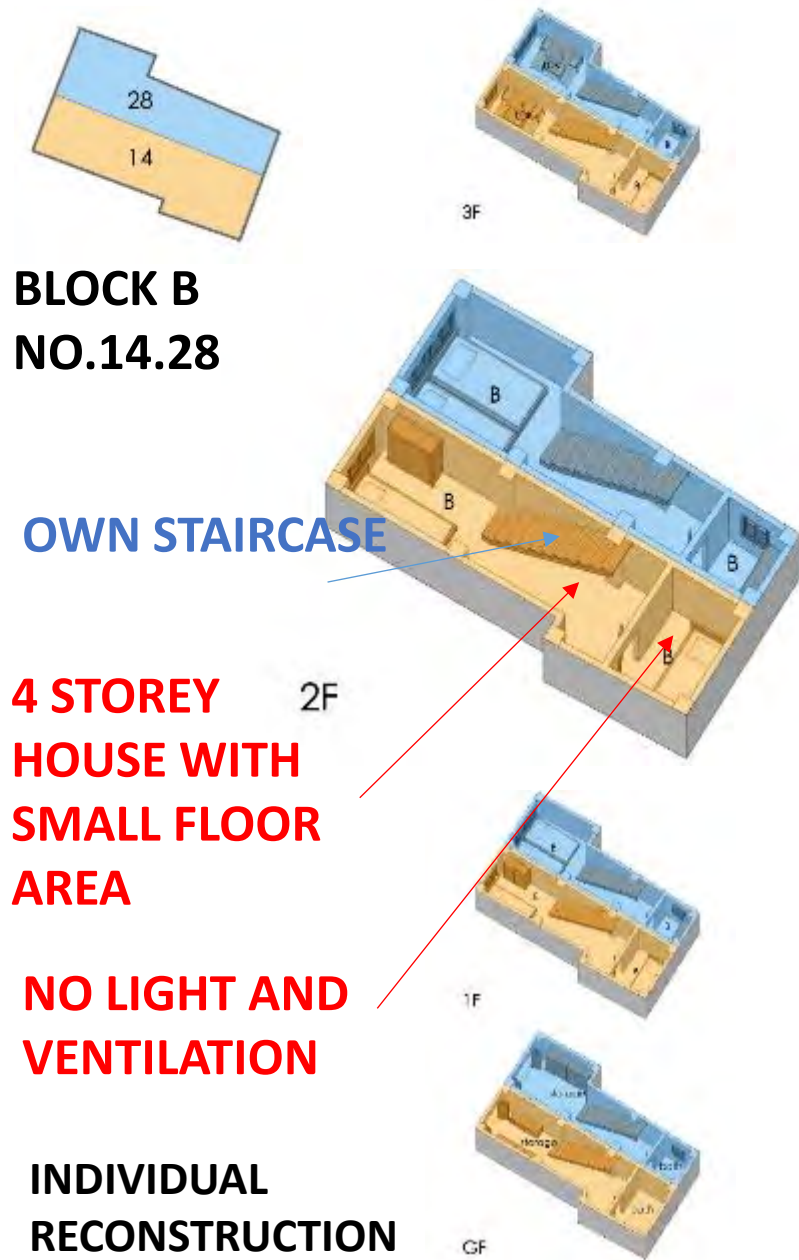 28
14
3F
BLOCK B
NO.14.28
B
B
B
B
OWN STAIRCASE
2F
4 STOREY
HOUSE WITH
SMALL FLOOR
AREA
NO LIGHT AND
VENTILATION
1F
storage
INDIVIDUAL
RECONSTRUCTION
GF